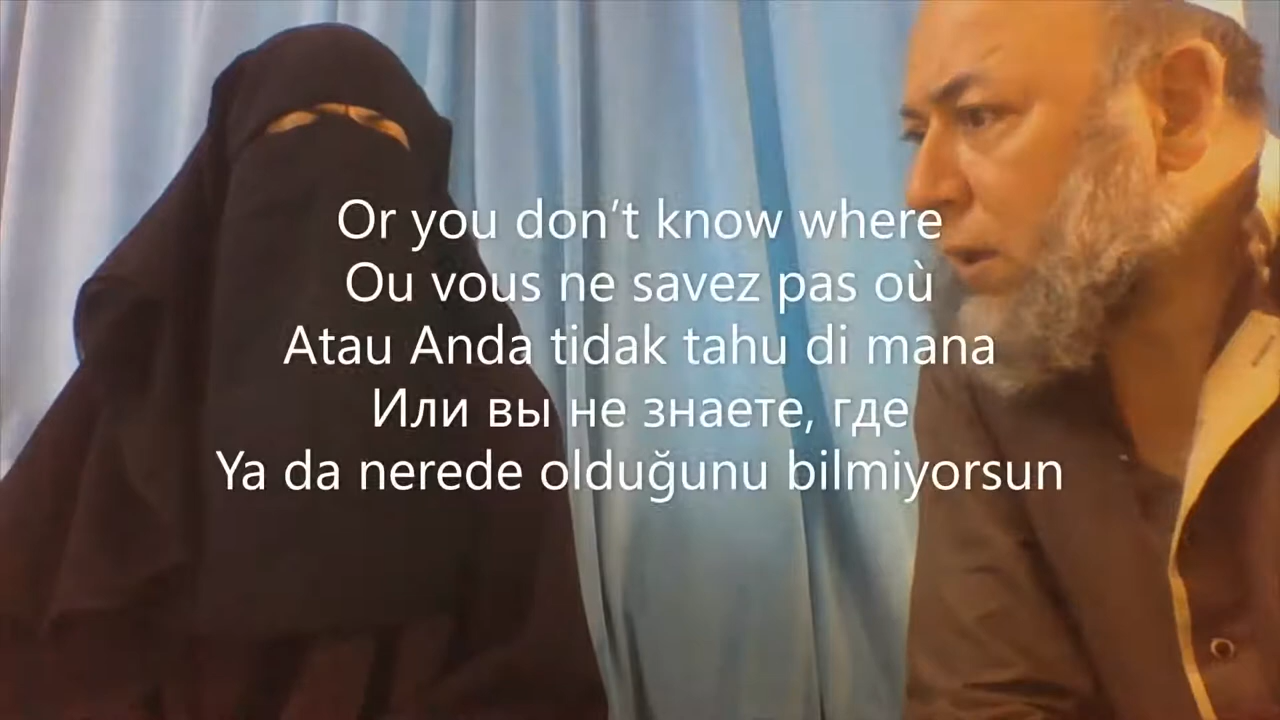 Or you don’t know where
Ou vous ne savez pas où
Atau Anda tidak tahu di mana
Или вы не знаете, где
Ya da nerede olduğunu bilmiyorsun